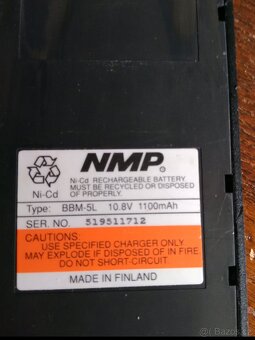 NMP®
Ni-Cd RECHARGEABLE BATTERY
MUST BE RECYCLED OR DISPOSED
OF PROPERLY.
Ni-Cd
Type: BBM-5L 10.8V 1100mAh
SER. NO. 519511712
CAUTIONS:
USE SPECIFIED CHARGER ONLY
MAY EXPLODE IF DISPOSED OF IN FIRE
DO NOT SHORT-CIRCUIT
MADE IN FINLAND